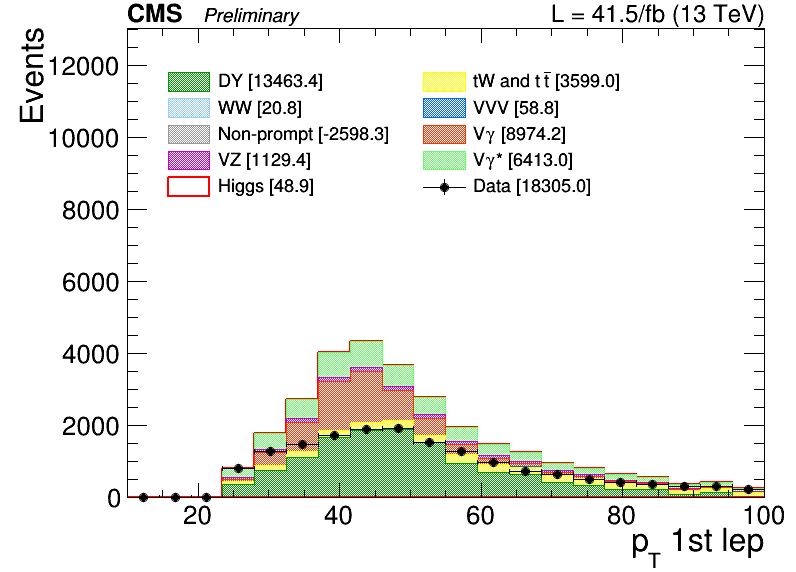 CMS Preliminary L = 41.5/fb (13 TeV)
Events
12000
10000
8000
6000
4000
2000
0
DY [13463.4]
WW [20.8]
Non-prompt [-2598.3]
VZ [1129.4]
Higgs [48.9]
tW and t t̅ [3599.0]
VVV [58.8]
Vγ [8974.2]
Vγ* [6413.0]
Data [18305.0]
20 40 60 80 100
p_T 1st lep